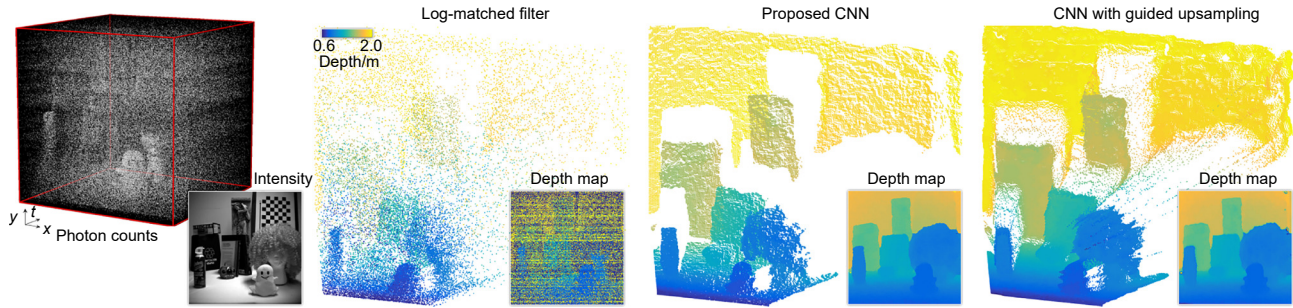 Log-matched filter
Proposed CNN
CNN with guided upsampling
0.6 2.0
Depth/m
Intensity
Depth map
Depth map
Depth map
y t x
Photon counts